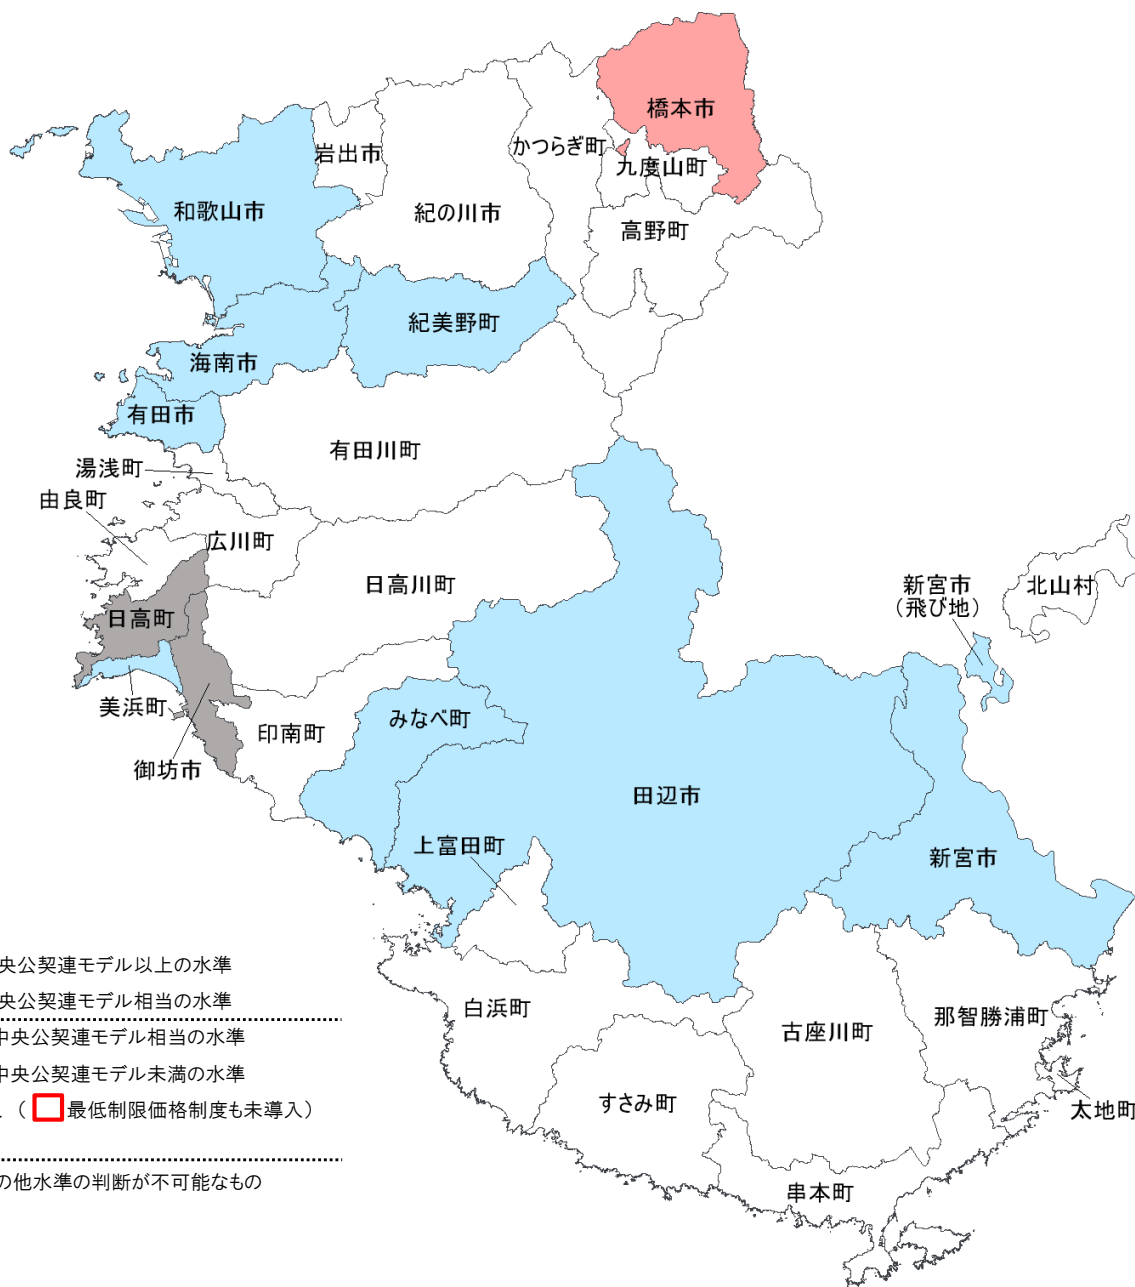 橋本市
かつらぎ町
岩出市
九度山町
和歌山市
紀の川市
高野町
紀美野町
海南市
有田市
有田川町
湯浅町
由良町
広川町
日高川町
新宮市
(飛び地)
北山村
日高町
美浜町
みなべ町
印南町
御坊市
田辺市
上富田町
新宮市
央公契連モデル以上の水準
央公契連モデル相当の水準
白浜町
那智勝浦町
古座川町
中央公契連モデル相当の水準
中央公契連モデル未満の水準
すさみ町
(最低制限価格制度も未導入)
太地町
の他水準の判断が不可能なもの
串本町